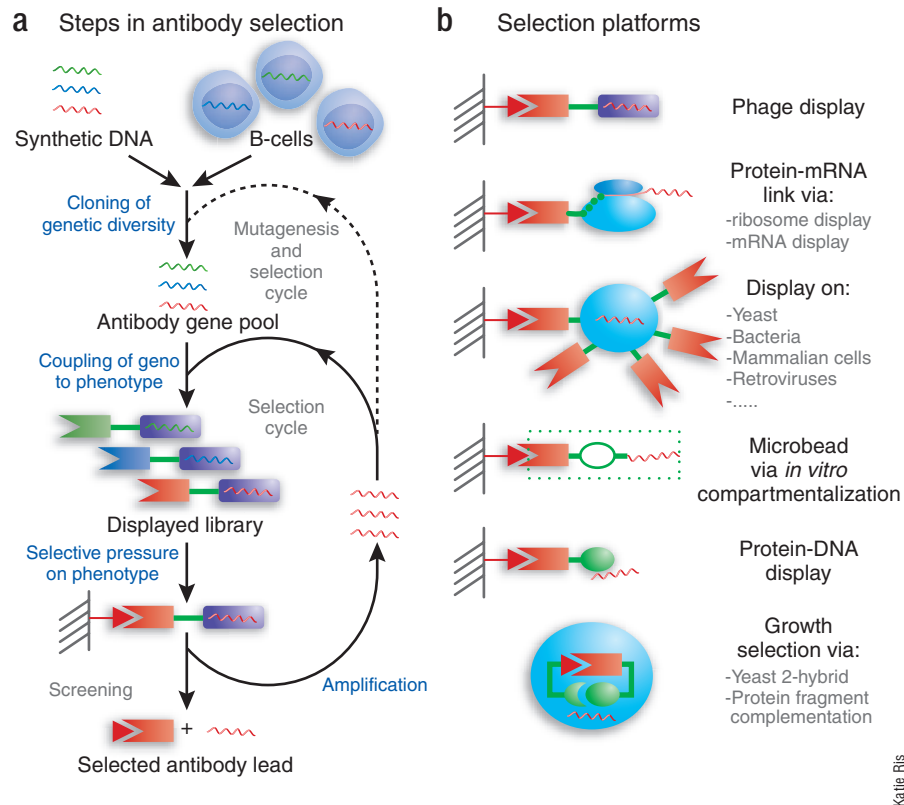 a Steps in antibody selection
Synthetic DNA
B-cells
Cloning of
genetic diversity
Mutagenesis
and
selection
cycle
Antibody gene pool
Coupling of geno
to phenotype
Selection
cycle
Displayed library
Selective pressure
on phenotype
Screening
Amplification
+
Selected antibody lead
b Selection platforms
Phage display
Protein-mRNA
link via:
-ribosome display
-mRNA display
Display on:
-Yeast
-Bacteria
-Mammalian cells
-Retroviruses
-.....
Microbead
via in vitro
compartmentalization
Protein-DNA
display
Growth
selection via:
-Yeast 2-hybrid
-Protein fragment
complementation
Katie Ris